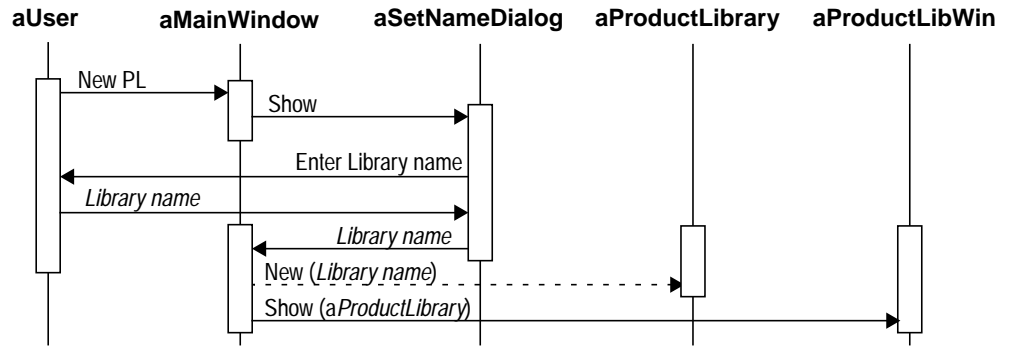 aUser aMainWindow aSetNameDialog aProductLibrary aProductLibWin
New PL
Show
Enter Library name
Library name
Library name
New (Library name)
Show (aProductLibrary)